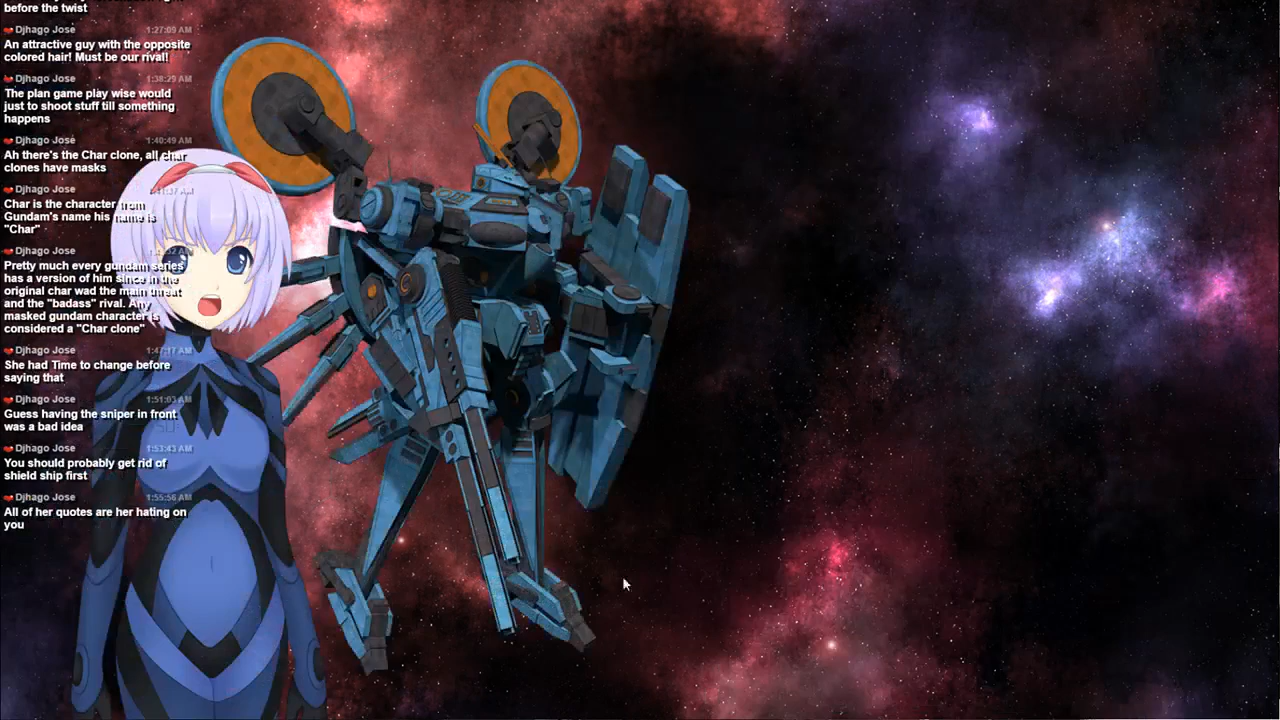 before the twist
Djhago Jose 1:27:09 AM
An attractive guy with the opposite
colored hair! Must be our rival!
Djhago Jose 1:38:29 AM
The plan game play wise would
just to shoot stuff till something
happens
Djhago Jose 1:40:49 AM
Ah there's the Char clone, all char
clones have masks
Djhago Jose
Char is the character from
Gundam's name his name is
"Char"
Djhago Jose
Pretty much every gundam series
has a version of him since in the
original char wad the main threat
and the "badass" rival. Any
masked gundam character is
considered a "Char clone"
Djhago Jose 1:47:17 AM
She had Time to change before
saying that
Djhago Jose 1:51:03 AM
Guess having the sniper in front
was a bad idea
Djhago Jose 1:53:43 AM
You should probably get rid of
shield ship first
Djhago Jose 1:55:56 AM
All of her quotes are her hating on
you